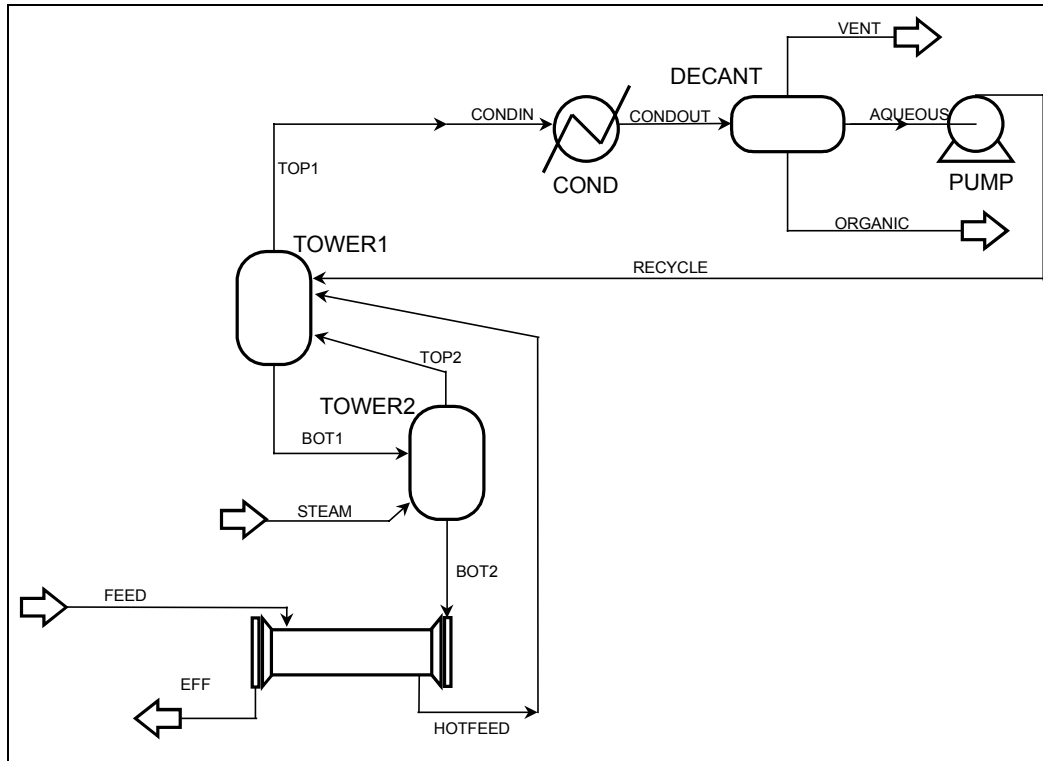 VENT
DECANT
CONDIN
CONDOUT
AQUEOUS
TOP1
COND
PUMP
ORGANIC
TOWER1
RECYCLE
TOP2
TOWER2
BOT1
STEAM
BOT2
FEED
EFF
HOTFEED